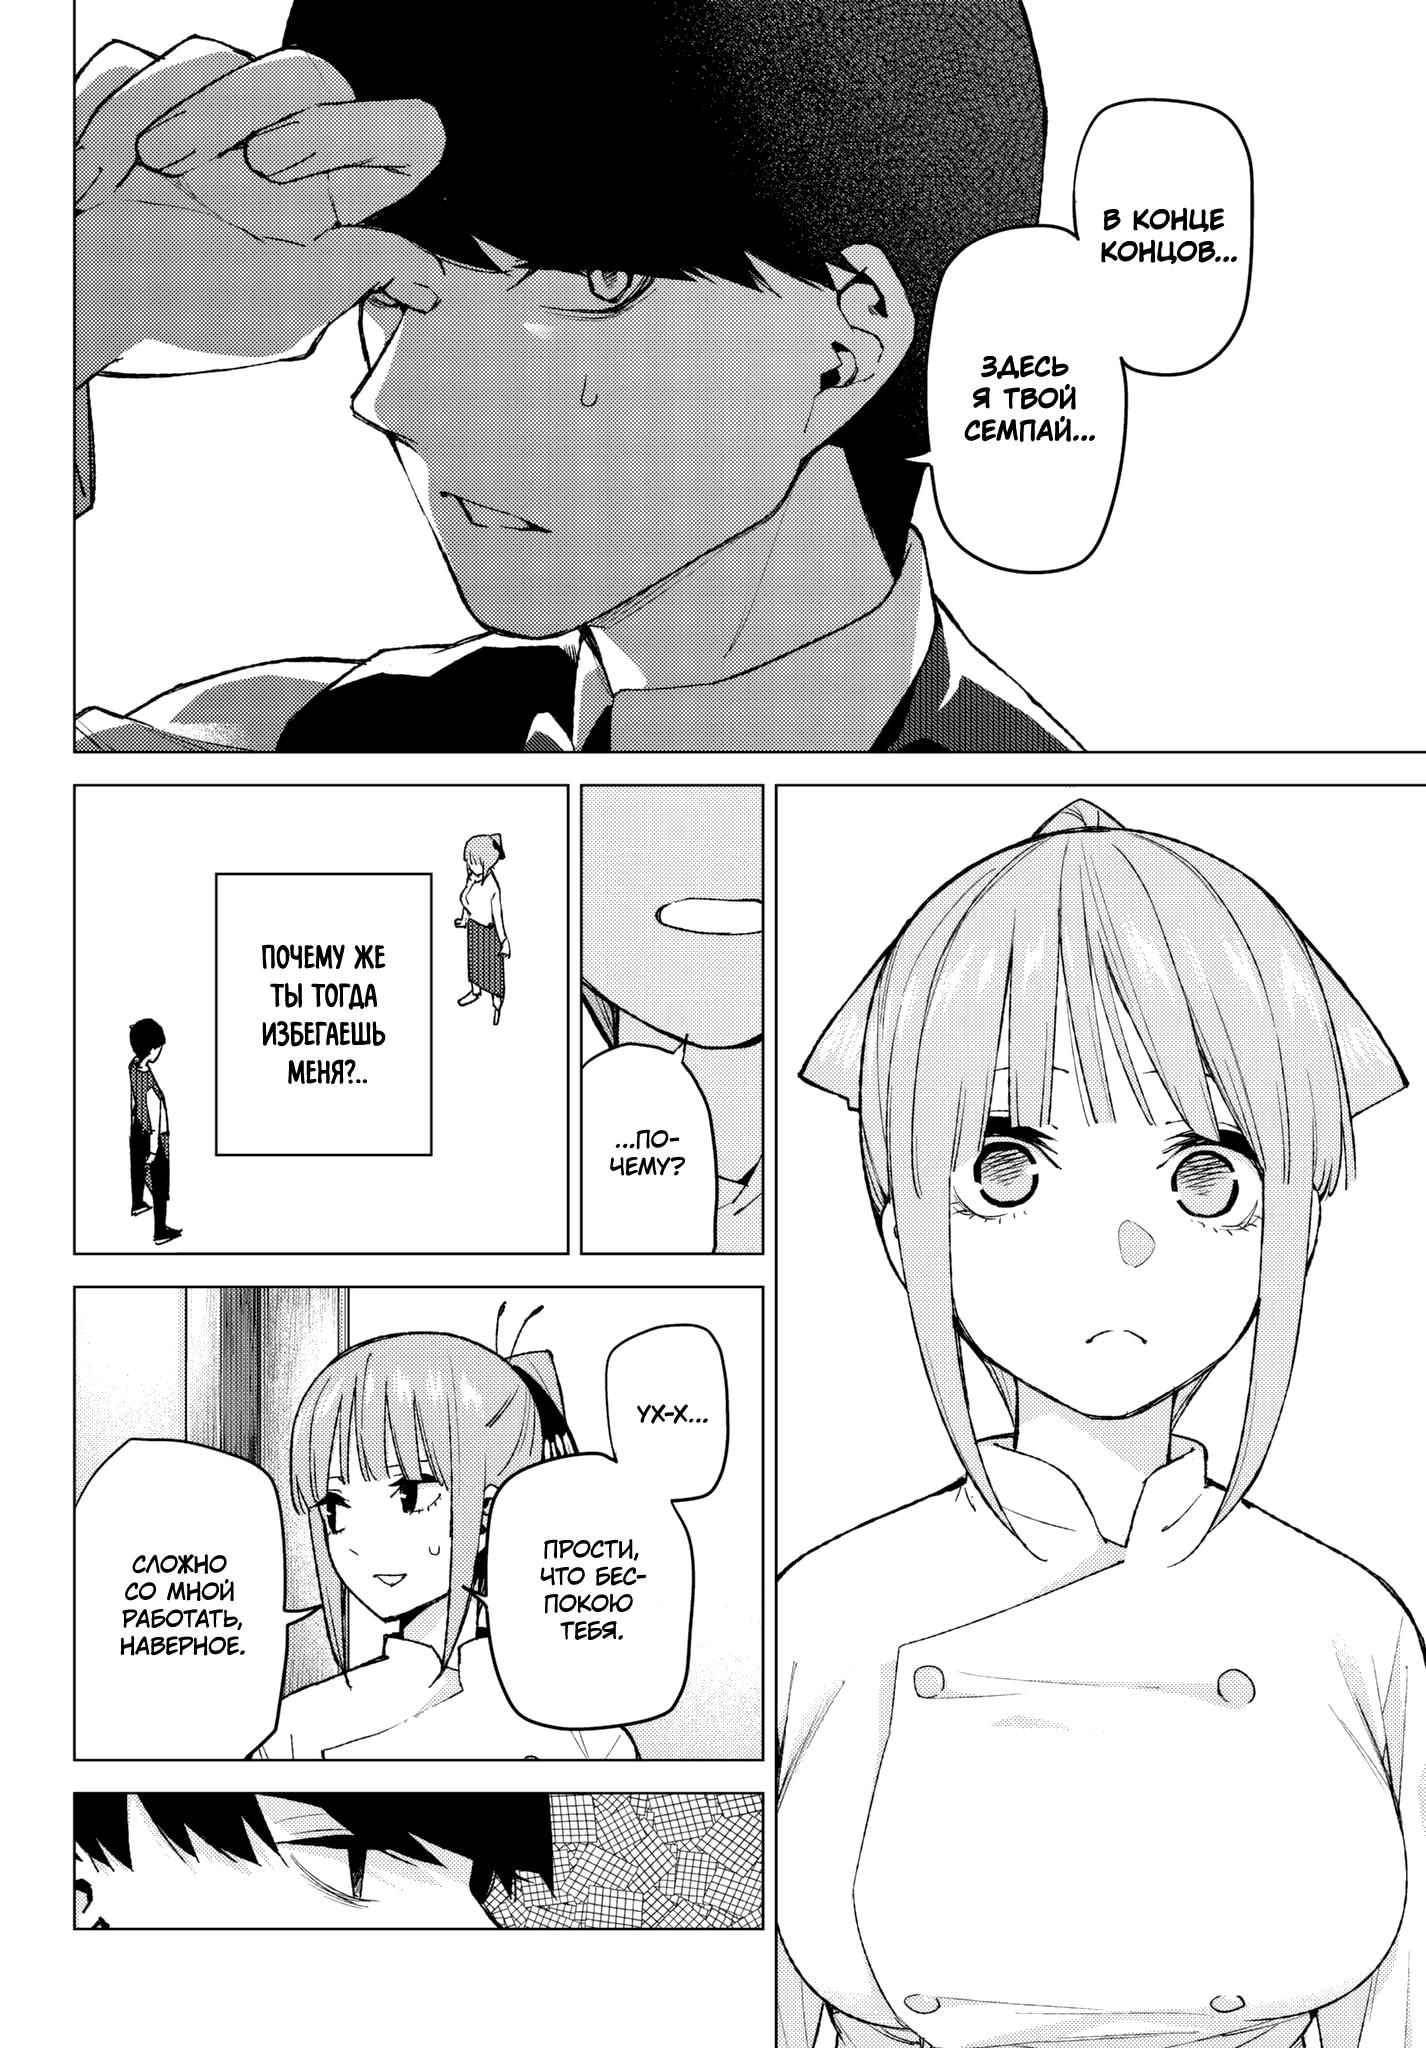 В КОНЦЕ
КОНЦОВ...
ЗДЕСЬ
Я ТВОЙ
СЕМПАЙ...
...ПО-
ЧЕМУ?
ПОЧЕМУ ЖЕ
ТЫ ТОГДА
ИЗБЕГАЕШЬ
МЕНЯ?..
УХ-Х...
ПРОСТИ,
ЧТО БЕС-
ПОКОЮ
ТЕБЯ.
СЛОЖНО
СО МНОЙ
РАБОТАТЬ,
НАВЕРНОЕ.